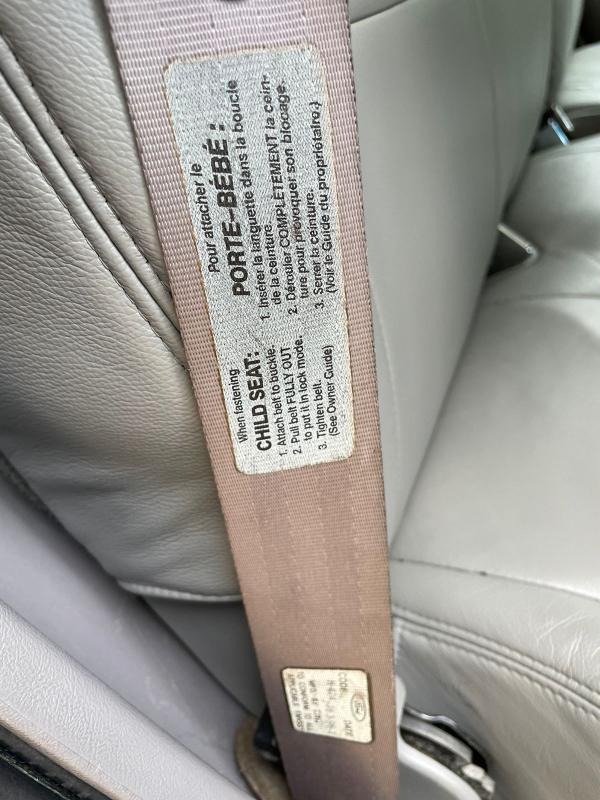 When fastening
CHILD SEAT:
1. Attach belt to buckle.
2. Pull belt FULLY OUT
to put it in lock mode.
3. Tighten belt.
(See Owner Guide)
Pour attacher le
PORTE-BÉBÉ :
1. Insérer la languette dans la boucle
de la ceinture.
2. Dérouler COMPLÈTEMENT la cein-
ture pour provoquer son blocage.
3. Serrer la ceinture.
(Voir le Guide du propriétaire.)
CODE
DATE